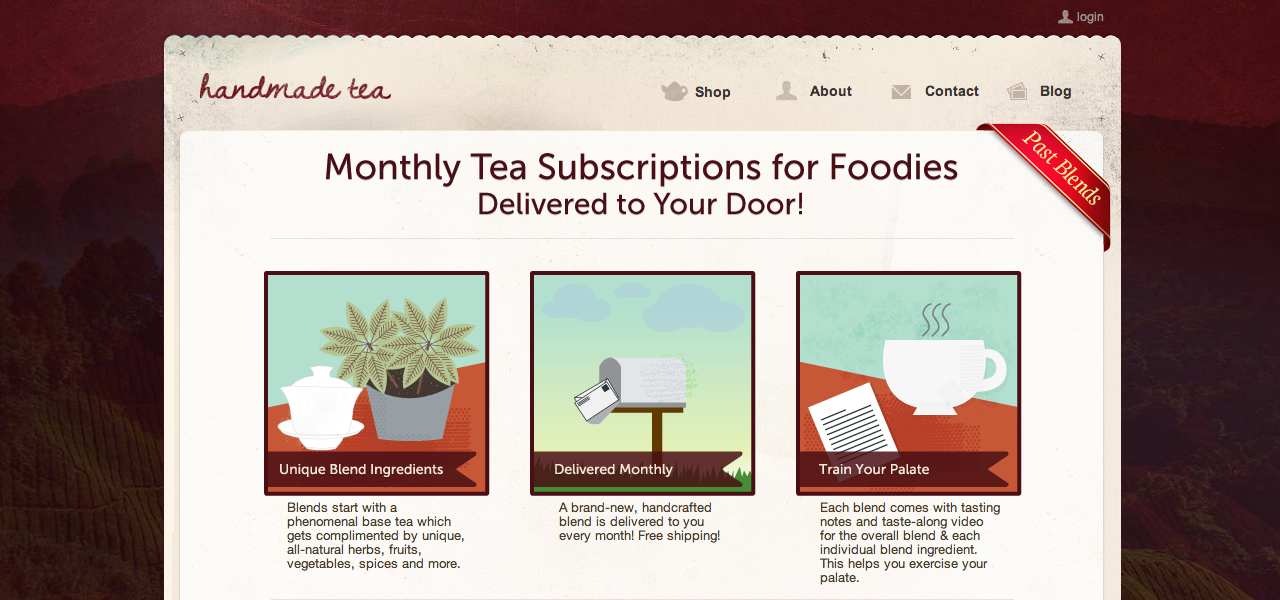 login
handmade tea
Shop
About
Contact
Blog
Past Blends
Monthly Tea Subscriptions for Foodies
Delivered to Your Door!
Unique Blend Ingredients
Blends start with a
phenomenal base tea which
gets complimented by unique,
all-natural herbs, fruits,
vegetables, spices and more.
Delivered Monthly
A brand-new, handcrafted
blend is delivered to you
every month! Free shipping!
Train Your Palate
Each blend comes with tasting
notes and taste-along video
for the overall blend & each
individual blend ingredient.
This helps you exercise your
palate.